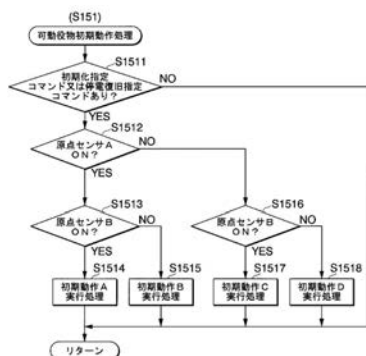 (S151)
可動役物初期動作処理
S1511
初期化指定
コマンド又は停電復旧指定
コマンドあり?
NO
YES
S1512
原点センサA
ON?
NO
YES
S1513
原点センサB
ON?
NO
YES
S1516
原点センサB
ON?
NO
YES
S1514
初期動作A
実行処理
S1515
初期動作B
実行処理
S1517
初期動作C
実行処理
S1518
初期動作D
実行処理
リターン